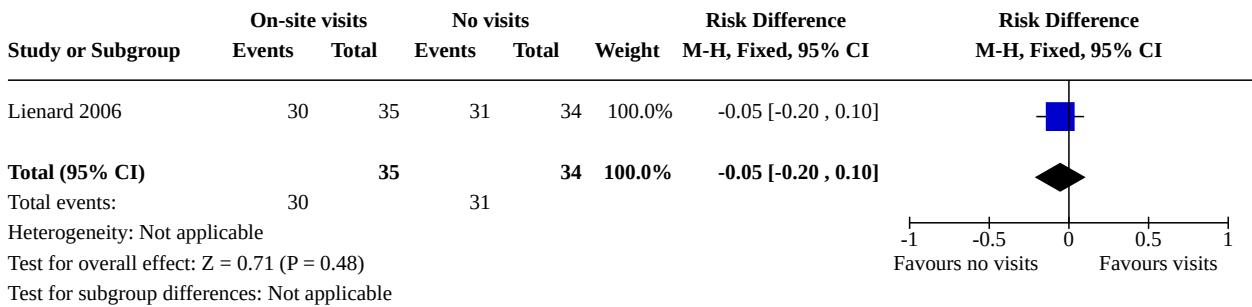 On-site visits No visits Risk Difference Risk Difference
Study or Subgroup Events Total Events Total Weight M-H, Fixed, 95% CI M-H, Fixed, 95% CI
Lienard 2006 30 35 31 34 100.0% -0.05 [-0.20 , 0.10]
Total (95% CI) 35 34 100.0% -0.05 [-0.20 , 0.10]
Total events: 30 31
Heterogeneity: Not applicable
Test for overall effect: Z = 0.71 (P = 0.48)
Test for subgroup differences: Not applicable
-1 -0.5 0 0.5 1
Favours no visits Favours visits